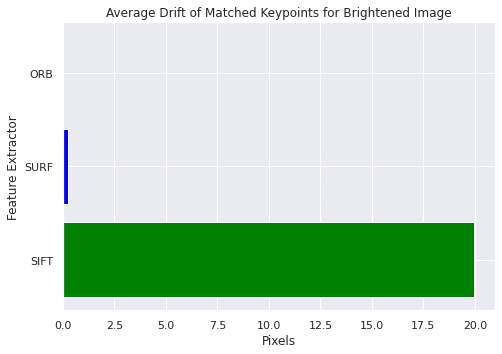 Average Drift of Matched Keypoints for Brightened Image
Feature Extractor
ORB
SURF
SIFT
0.0 2.5 5.0 7.5 10.0 12.5 15.0 17.5 20.0
Pixels